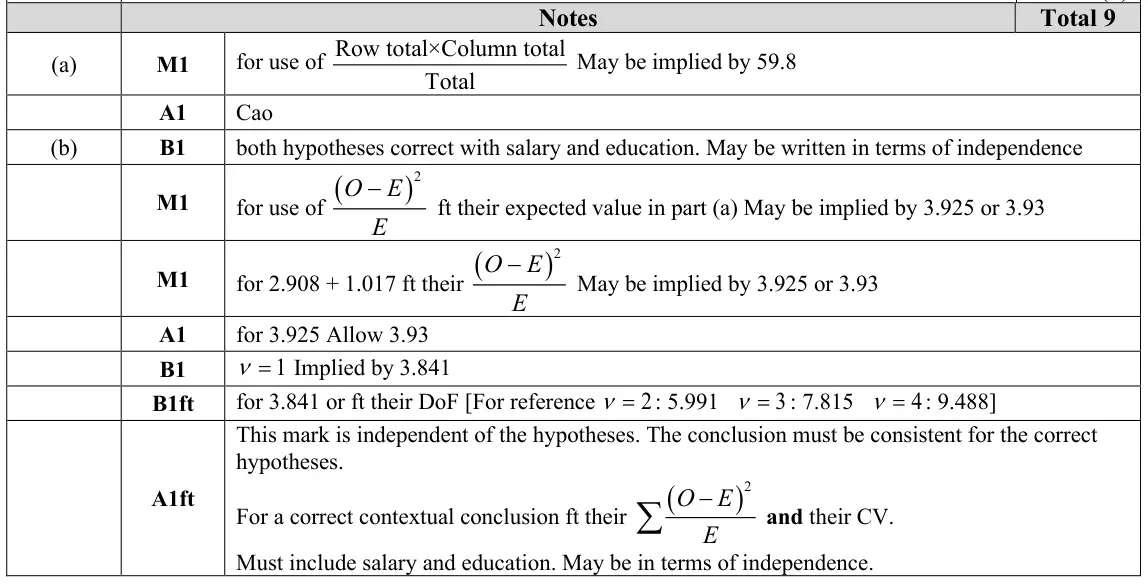 Notes Total 9
(a) M1 for use of Row total×Column total / Total May be implied by 59.8
A1 Cao
(b) B1 both hypotheses correct with salary and education. May be written in terms of independence
M1 for use of (O − E)² / E ft their expected value in part (a) May be implied by 3.925 or 3.93
M1 for 2.908 + 1.017 ft their (O − E)² / E May be implied by 3.925 or 3.93
A1 for 3.925 Allow 3.93
B1 ν = 1 Implied by 3.841
B1ft for 3.841 or ft their DoF [For reference ν = 2 : 5.991 ν = 3 : 7.815 ν = 4 : 9.488]
This mark is independent of the hypotheses. The conclusion must be consistent for the correct
hypotheses.
A1ft For a correct contextual conclusion ft their ∑ (O − E)² / E and their CV.
Must include salary and education. May be in terms of independence.